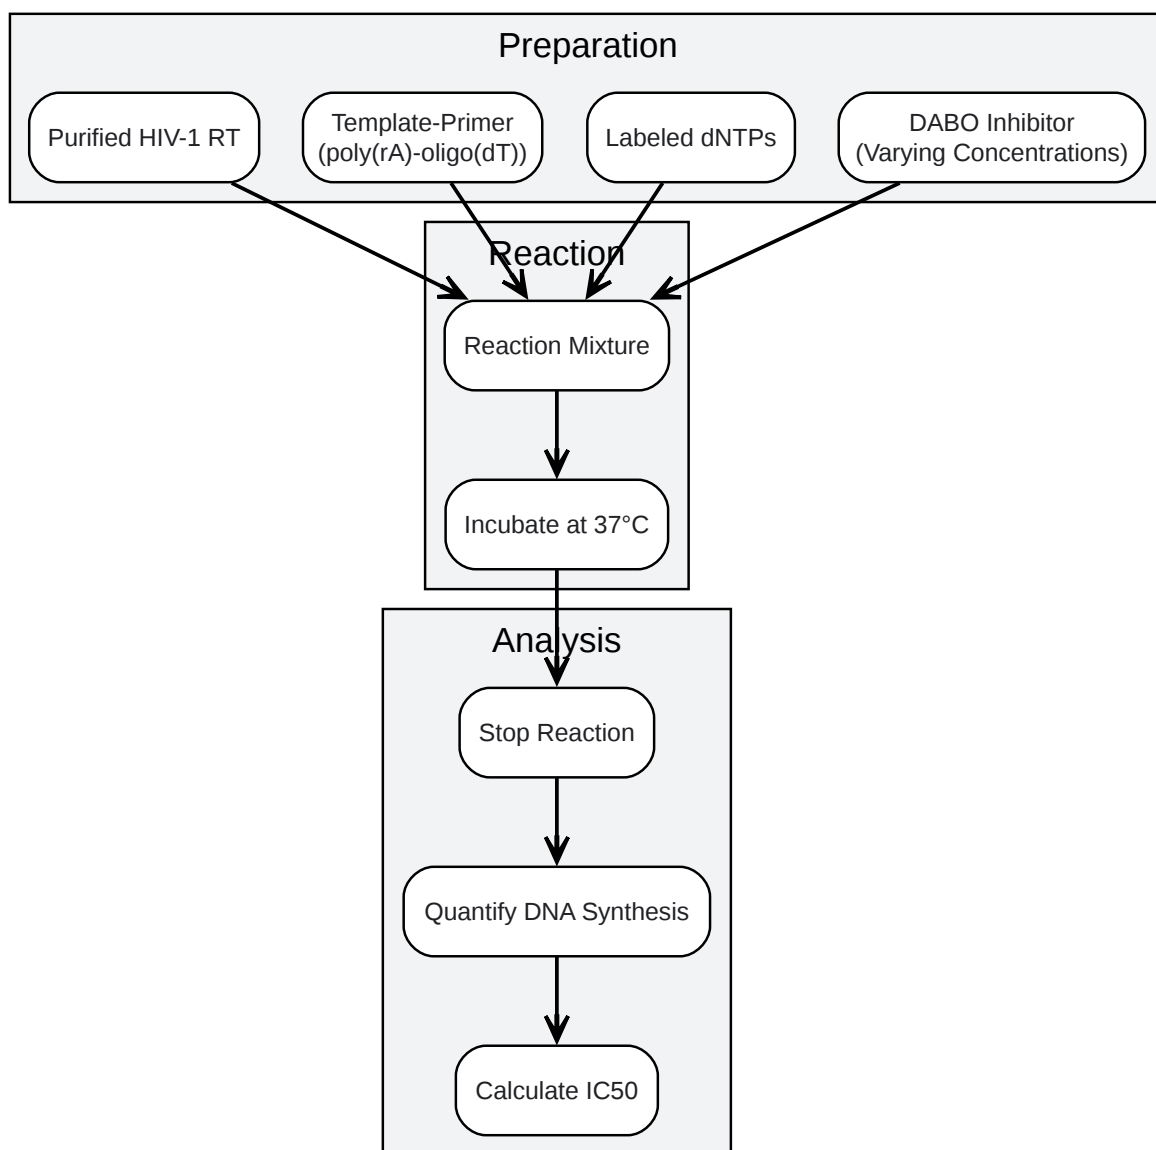 Preparation
Purified HIV-1 RT
Template-Primer
(poly(rA)-oligo(dT))
Labeled dNTPs
DABO Inhibitor
(Varying Concentrations)
Reaction
Reaction Mixture
Incubate at 37°C
Analysis
Stop Reaction
Quantify DNA Synthesis
Calculate IC50